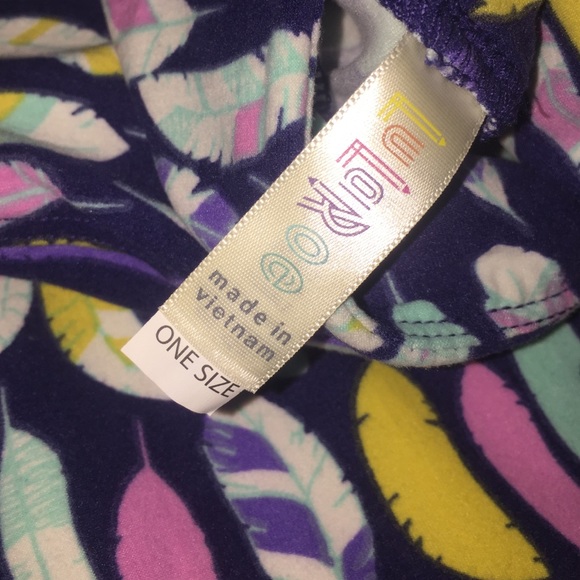 LuLaRoe
made in
vietnam
ONE SIZE